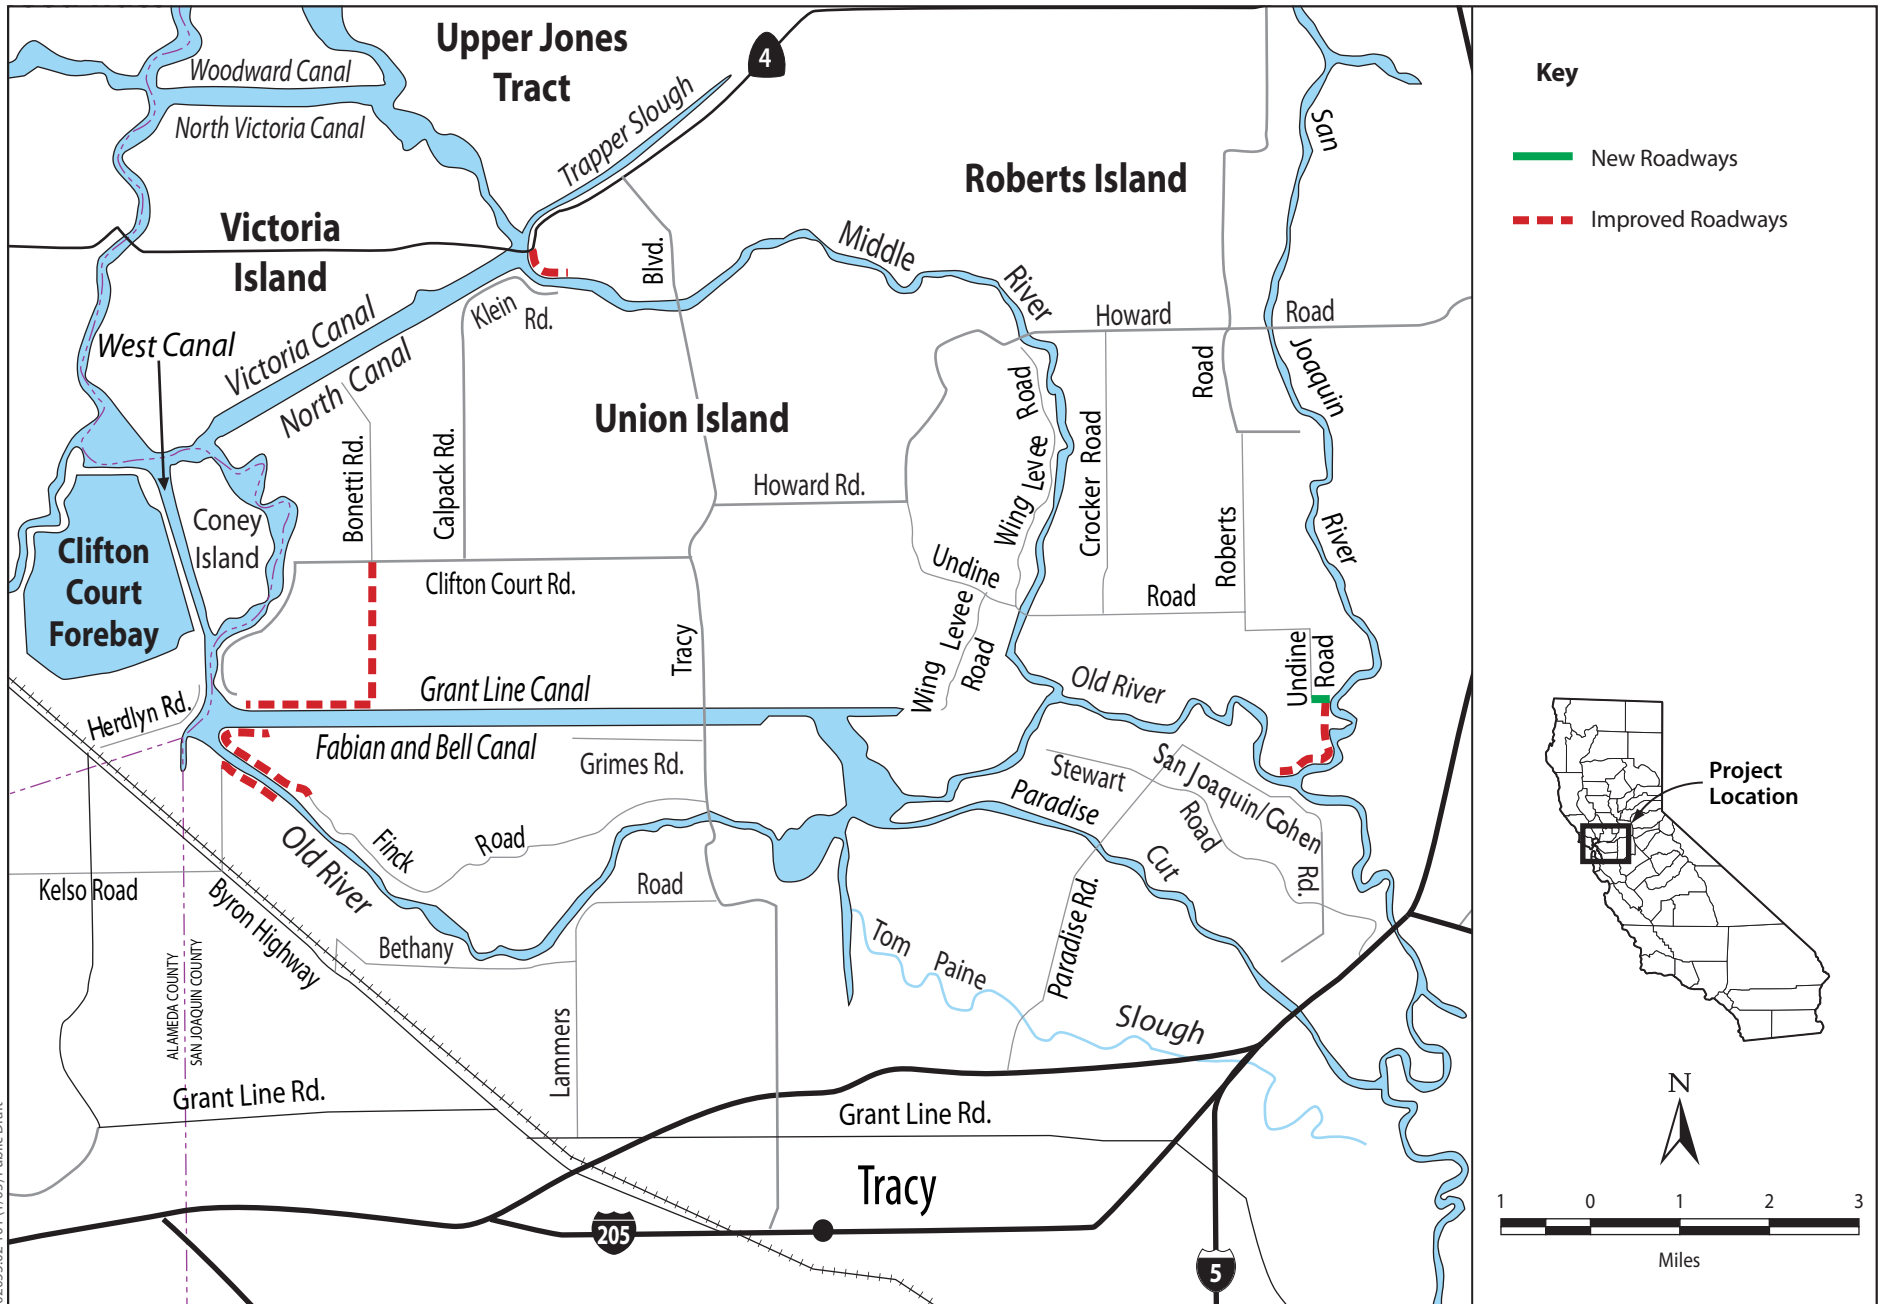 Upper Jones
Tract
4
Woodward Canal
North Victoria Canal
Trapper Slough
San
Roberts Island
Victoria
Island
Middle
River
Blvd.
Klein
Rd.
Howard
Road
West Canal
Victoria Canal
North Canal
Joaquin
Road
Road
Union Island
Wing Levee
Crocker Road
Bonetti Rd.
Calpack Rd.
Howard Rd.
Coney
Island
Clifton
Court
Forebay
River
Roberts
Undine
Road
Clifton Court Rd.
Tracy
Wing Levee
Road
Undine
Road
Old River
Grant Line Canal
Herdlyn Rd.
Fabian and Bell Canal
Grimes Rd.
Stewart
Road
San Joaquin/Cohen
Rd.
Paradise
Cut
Old River
Finck
Road
Kelso Road
Byron Highway
Road
Bethany
Paradise Rd.
Tom Paine
Slough
ALAMEDA COUNTY
SAN JOAQUIN COUNTY
Lammers
Grant Line Rd.
Grant Line Rd.
Tracy
205
5
Key
New Roadways
Improved Roadways
Project
Location
N
1 0 1 2 3
Miles